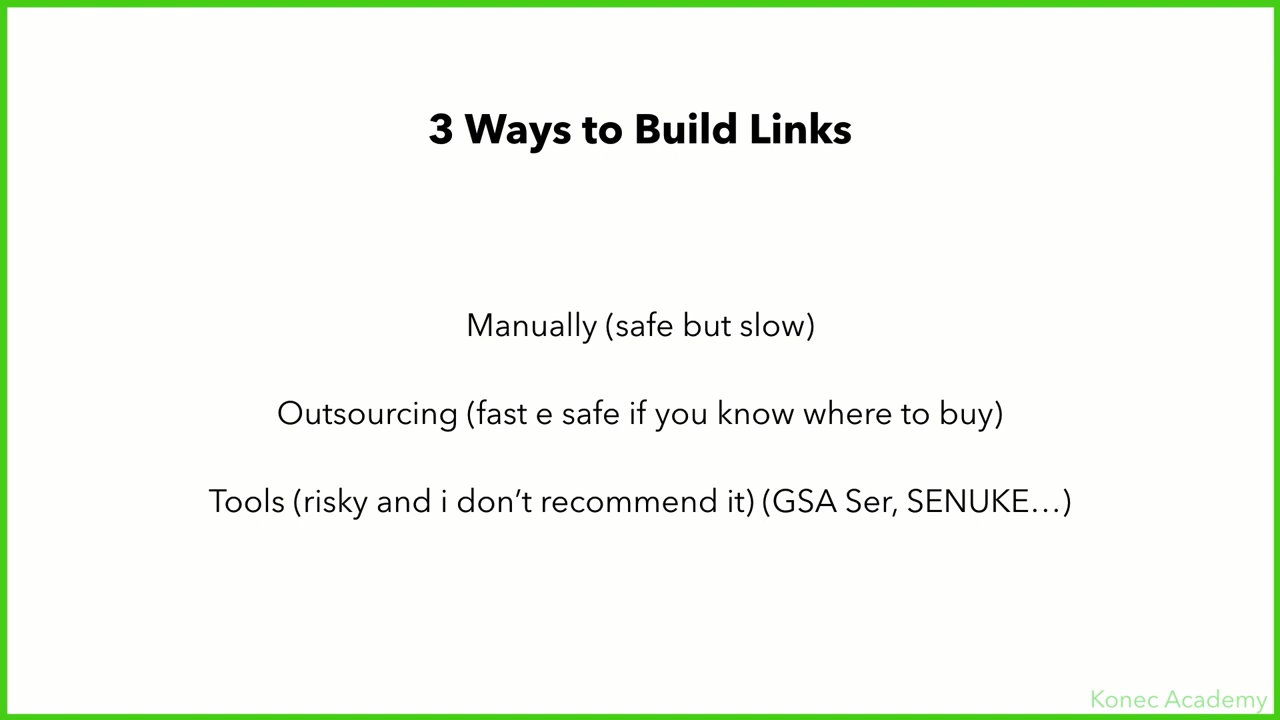 3 Ways to Build Links
Manually (safe but slow)
Outsourcing (fast e safe if you know where to buy)
Tools (risky and i don’t recommend it) (GSA Ser, SENUKE…)
Konec Academy